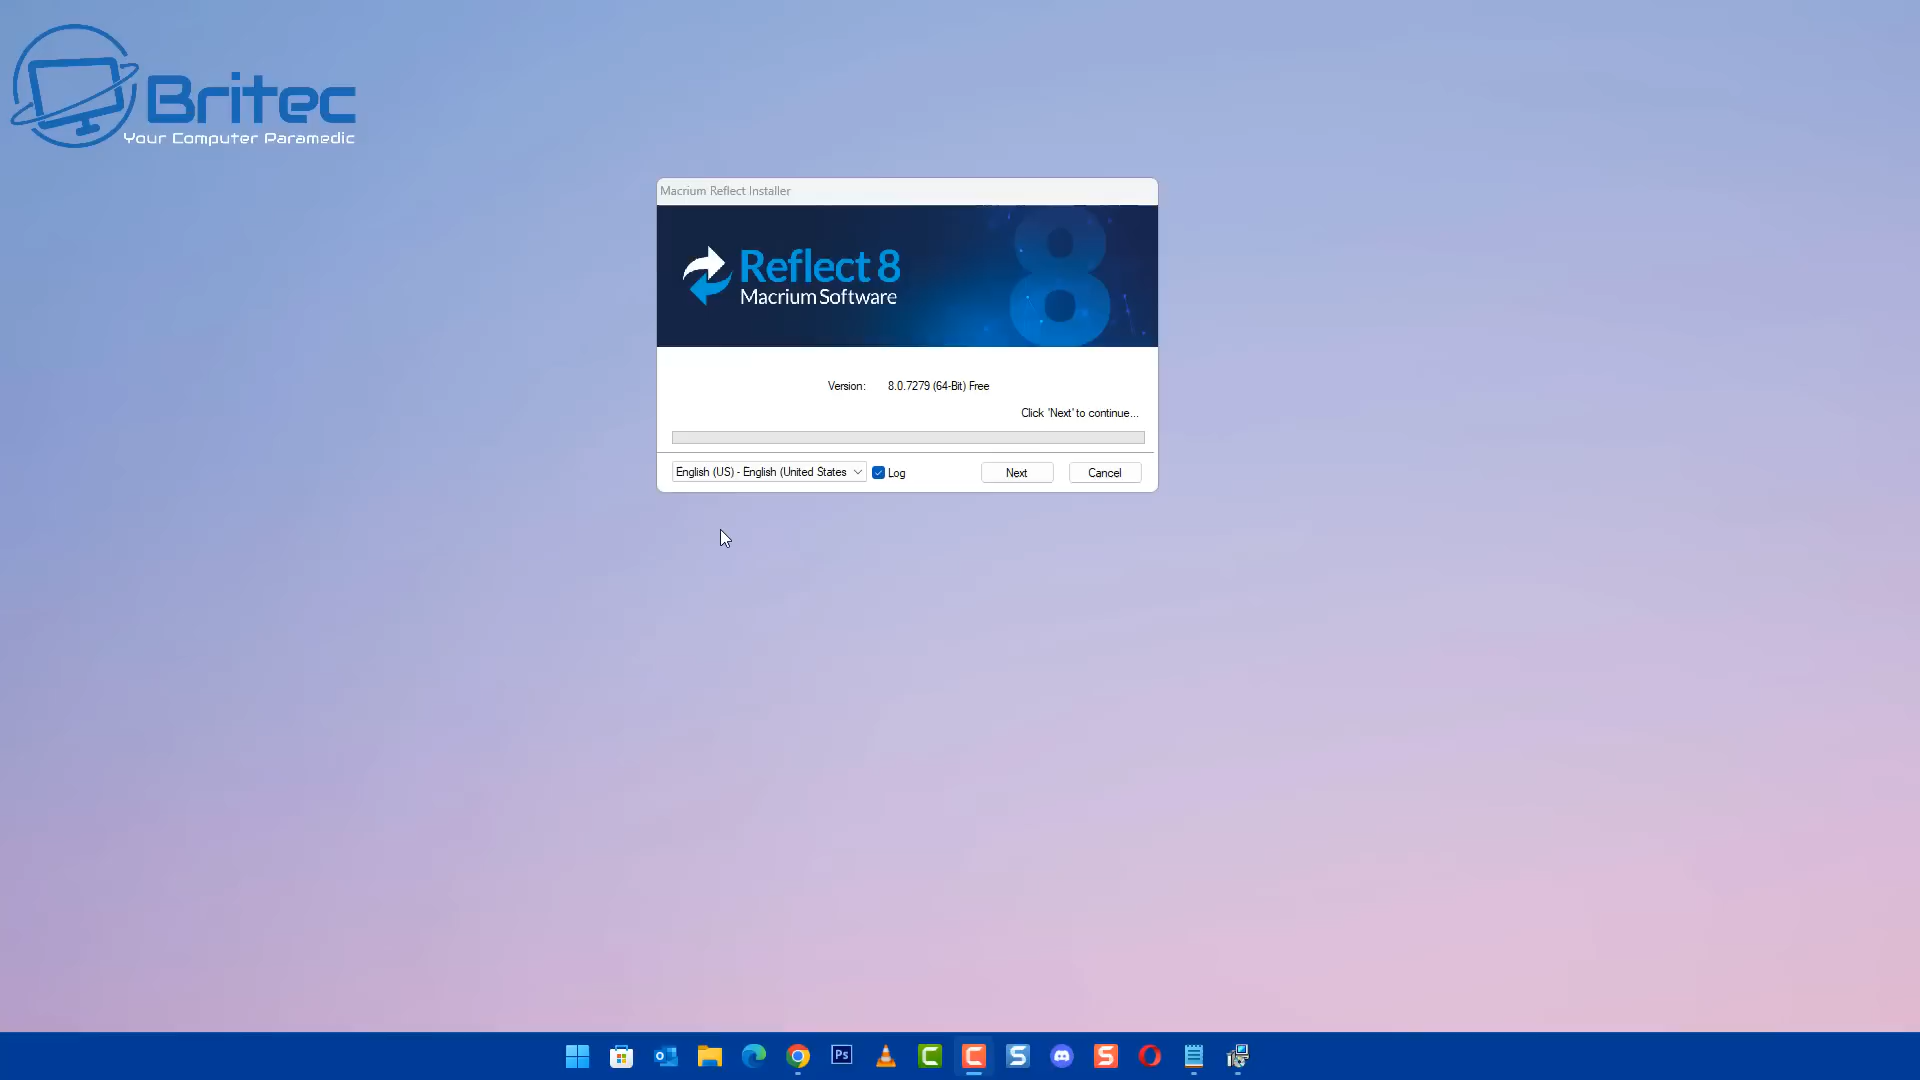 Britec
Your Computer Paramedic
Macrium Reflect Installer
Reflect 8
Macrium Software
8
Version: 8.0.7279 (64-Bit) Free
Click 'Next' to continue...
English (US) - English (United States
Log
Next
Cancel
Ps